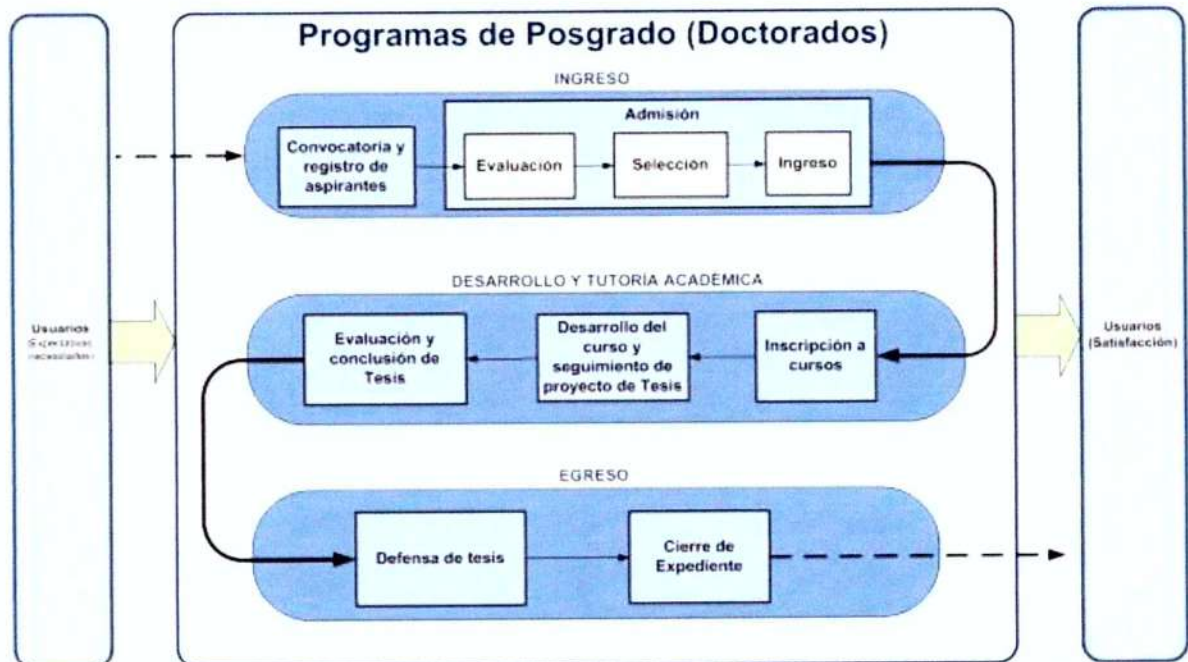 Programas de Posgrado (Doctorados)
INGRESO
Admisión
Convocatoria y
registro de
aspirantes
Evaluación
Selección
Ingreso
DESARROLLO Y TUTORÍA ACADÉMICA
Evaluación y
conclusión de
Tesis
Desarrollo del
curso y
seguimiento de
proyecto de Tesis
Inscripción a
cursos
EGRESO
Defensa de tesis
Cierre de
Expediente
Usuarios
Usuarios
(Satisfacción)